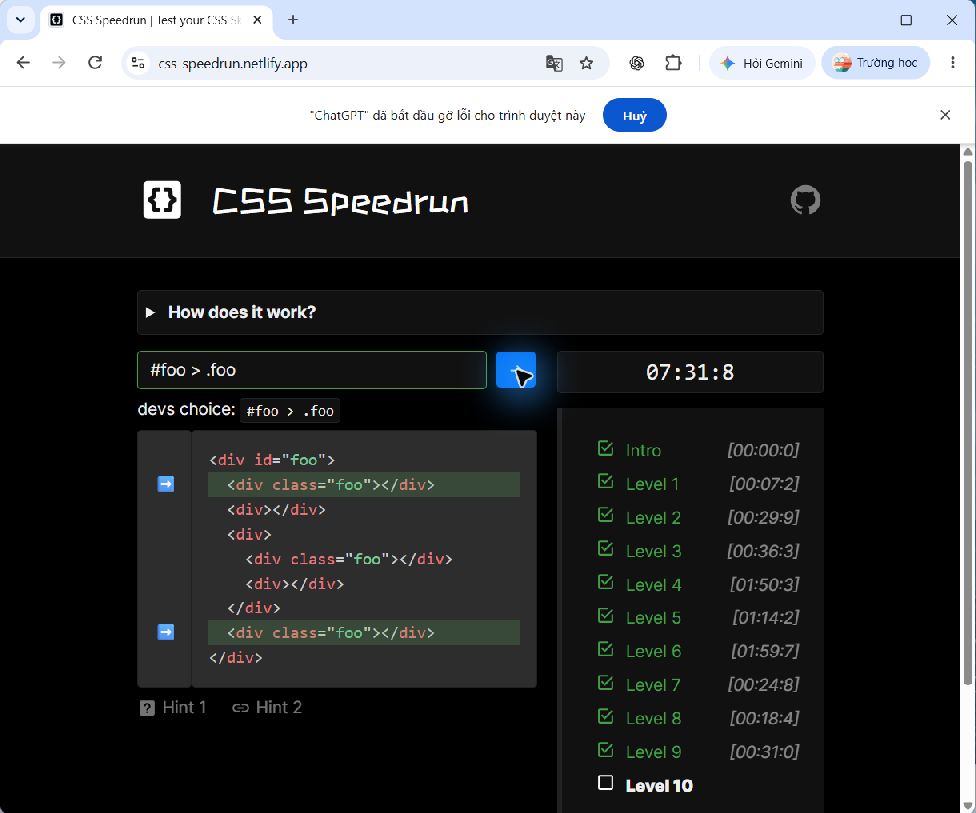 CSS Speedrun | Test your CSS Sk
css-speedrun.netlify.app
Hỏi Gemini
Trường học
"ChatGPT" đã bắt đầu gỡ lỗi cho trình duyệt này
Huỷ
CSS Speedrun
How does it work?
#foo > .foo
07:31:8
devs choice: #foo > .foo
<div id="foo">
<div class="foo"></div>
<div></div>
<div>
<div class="foo"></div>
<div></div>
</div>
<div class="foo"></div>
</div>
Hint 1
Hint 2
Intro [00:00:0]
Level 1 [00:07:2]
Level 2 [00:29:9]
Level 3 [00:36:3]
Level 4 [01:50:3]
Level 5 [01:14:2]
Level 6 [01:59:7]
Level 7 [00:24:8]
Level 8 [00:18:4]
Level 9 [00:31:0]
Level 10